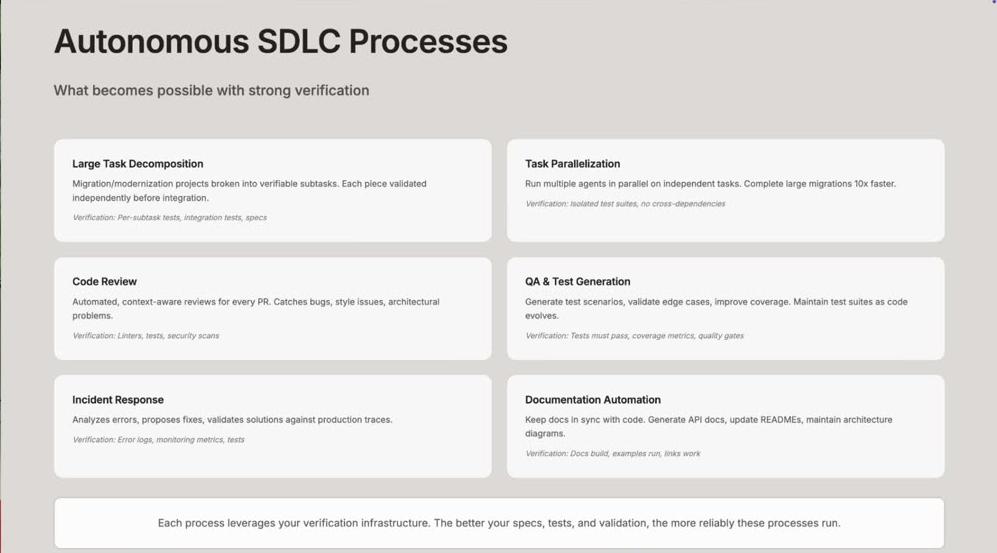 Autonomous SDLC Processes
What becomes possible with strong verification
Large Task Decomposition
Migration/modernization projects broken into verifiable subtasks. Each piece validated
independently before integration.
Verification: Per-subtask tests, integration tests, specs
Task Parallelization
Run multiple agents in parallel on independent tasks. Complete large migrations 10x faster.
Verification: Isolated test suites, no cross-dependencies
Code Review
Automated, context-aware reviews for every PR. Catches bugs, style issues, architectural
problems.
Verification: Linters, tests, security scans
QA & Test Generation
Generate test scenarios, validate edge cases, improve coverage. Maintain test suites as code
evolves.
Verification: Tests must pass, coverage metrics, quality gates
Incident Response
Analyzes errors, proposes fixes, validates solutions against production traces.
Verification: Error logs, monitoring metrics, tests
Documentation Automation
Keep docs in sync with code. Generate API docs, update READMEs, maintain architecture
diagrams.
Verification: Docs build, examples run, links work
Each process leverages your verification infrastructure. The better your specs, tests, and validation, the more reliably these processes run.